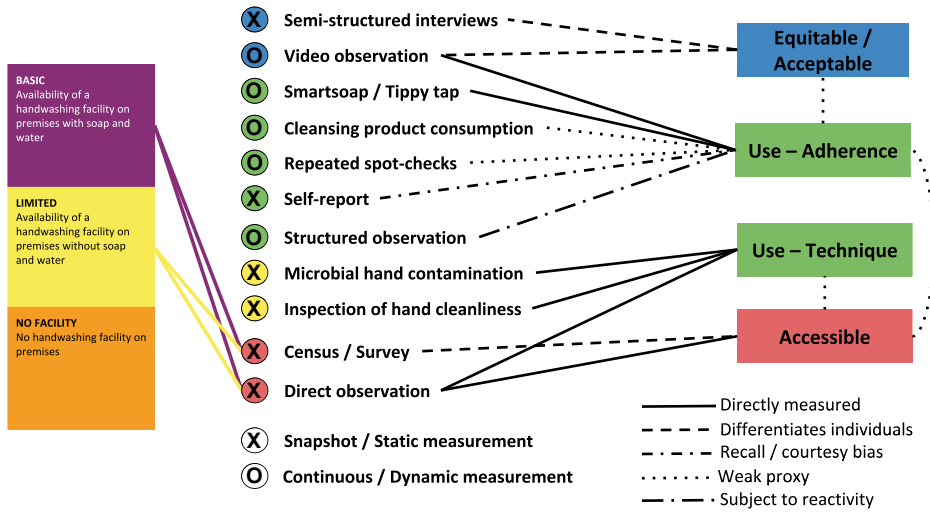 BASIC
Availability of a
handwashing facility on
premises with soap and
water
LIMITED
Availability of a
handwashing facility on
premises without soap
and water
NO FACILITY
No handwashing facility on
premises
X Semi-structured interviews
O Video observation
O Smartsoap / Tippy tap
O Cleansing product consumption
O Repeated spot-checks
X Self-report
O Structured observation
X Microbial hand contamination
X Inspection of hand cleanliness
X Census / Survey
X Direct observation
X Snapshot / Static measurement
O Continuous / Dynamic measurement
Equitable /
Acceptable
Use – Adherence
Use – Technique
Accessible
Directly measured
Differentiates individuals
Recall / courtesy bias
Weak proxy
Subject to reactivity